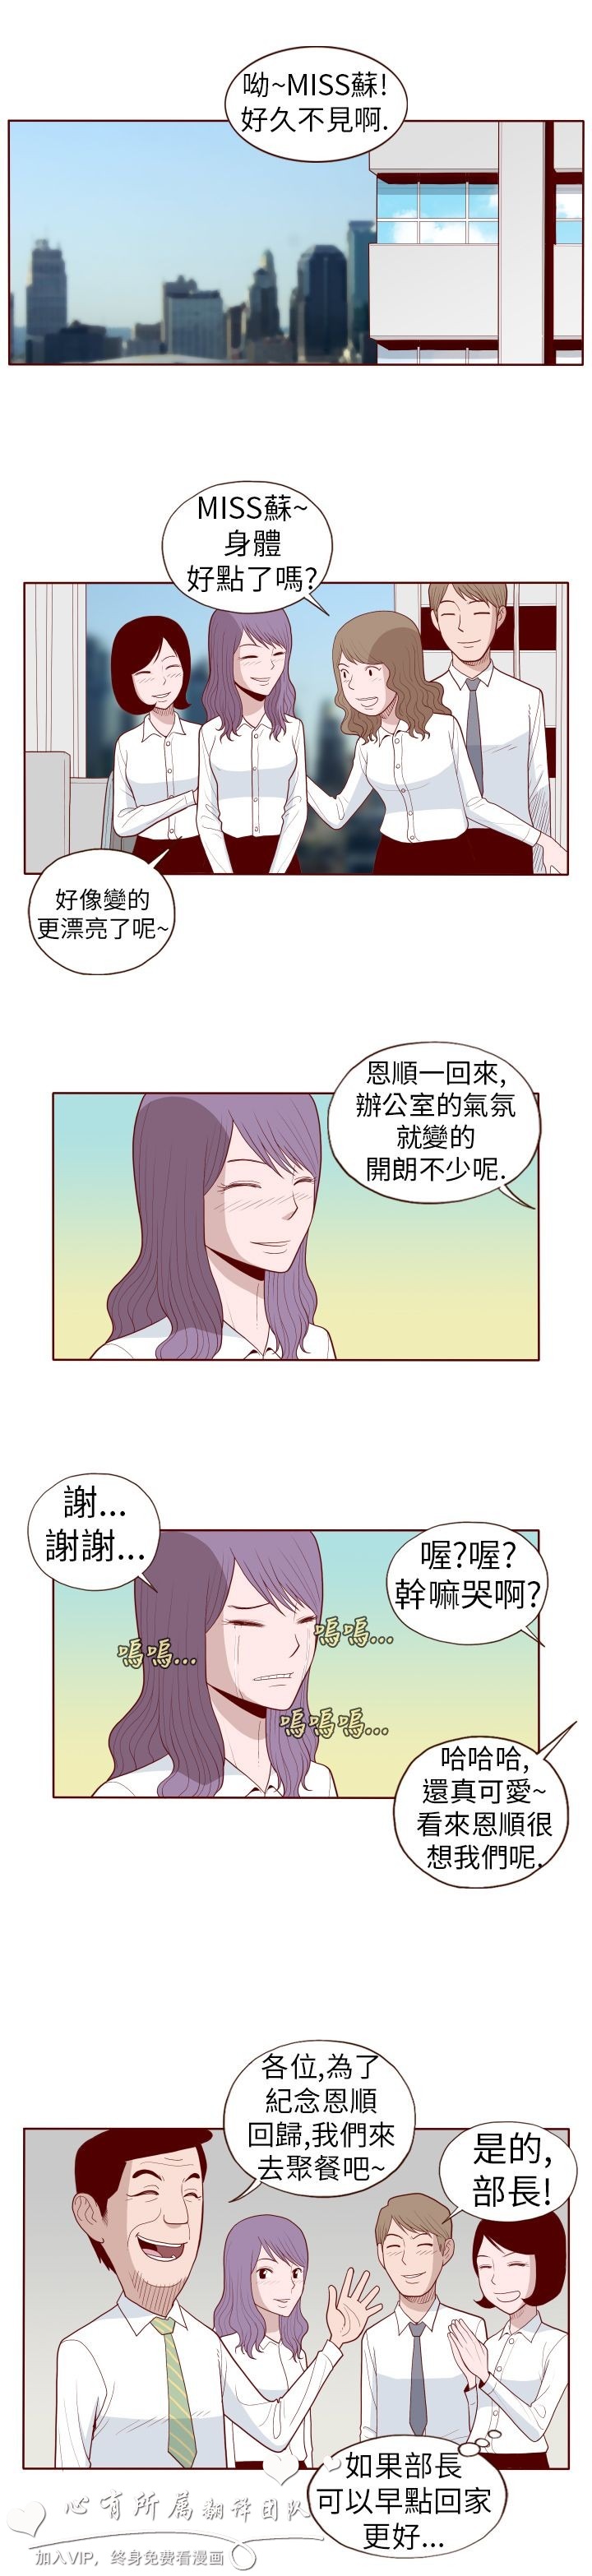 呦~MISS蘇!
好久不見啊.
MISS蘇~
身體
好點了嗎?
好像變的
更漂亮了呢~
恩順一回來,
辦公室的氣氛
就變的
開朗不少呢.
謝...
謝謝...
喔?喔?
幹嘛哭啊?
嗚嗚...
嗚嗚...
嗚嗚嗚...
哈哈哈,
還真可愛~
看來恩順很
想我們呢.
各位,為了
紀念恩順
回歸,我們來
去聚餐吧~
是的,
部長!
如果部長
可以早點回家
更好...
心有所属翻译团队
加入VIP，终身免费看漫画